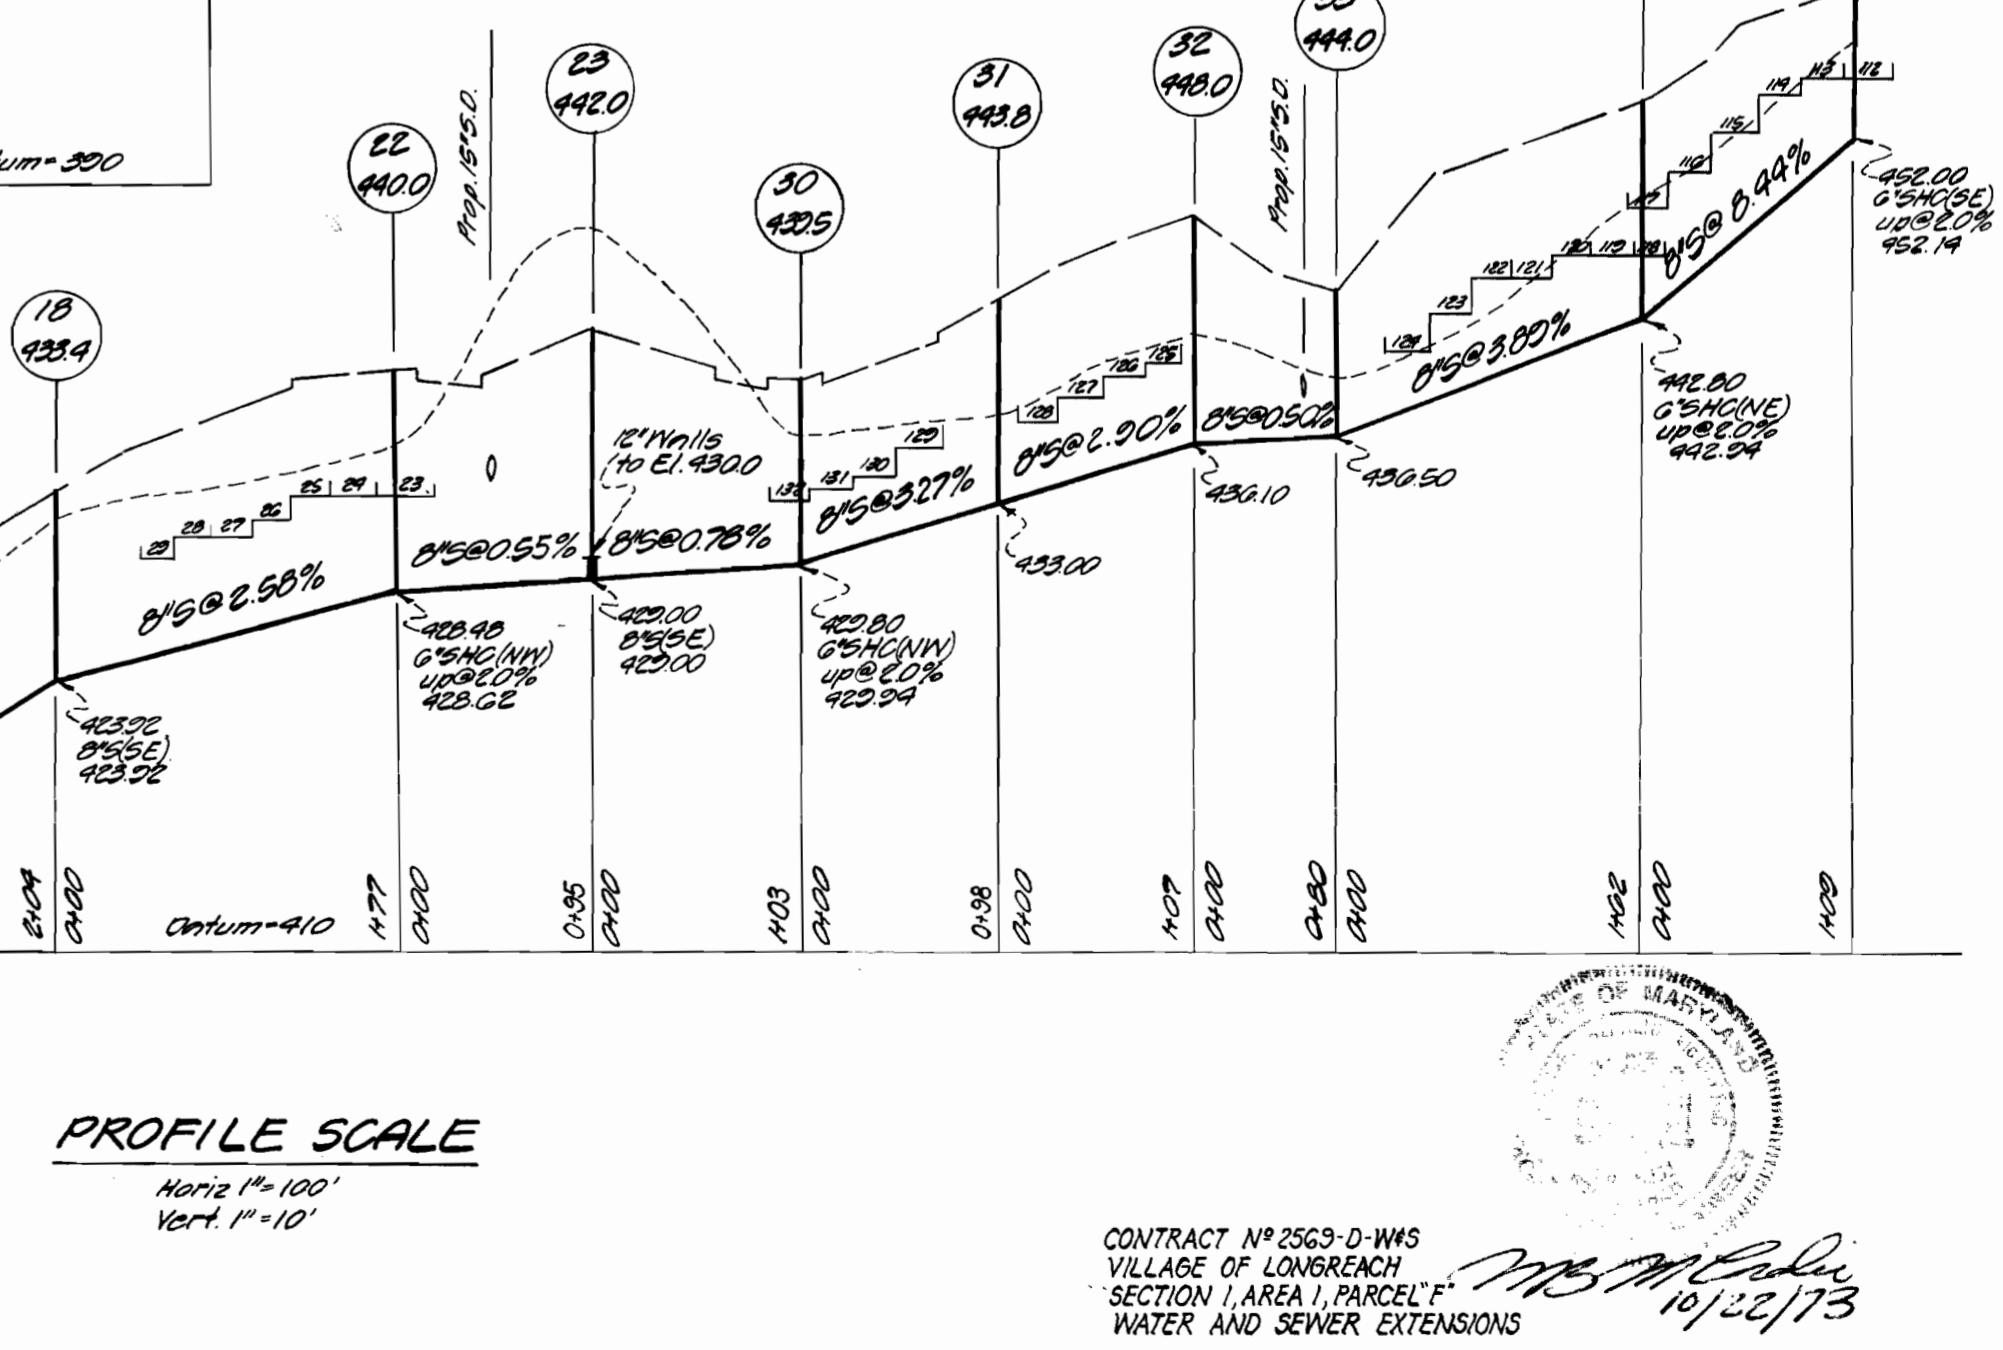 um=390
18
433.4
22
440.0
Prop. 15"S.D.
23
442.0
30
439.5
31
443.8
32
448.0
Prop. 15"S.D.
444.0
29
28
27
26
25
24
23
132
131
130
129
128
127
126
125
124
123
122
121
120
119
118
117
116
115
114
113
112
8"S@2.58%
8"S@0.55%
8"S@0.78%
8"S@3.27%
8"S@2.90%
8"S@0.50%
8"S@3.89%
8"S@8.44%
12" Walls
to El. 430.0
423.92
8"S(SE)
423.92
428.48
6"SHC(NW)
up@2.0%
428.62
429.00
8"S(SE)
429.00
429.80
6"SHC(NW)
up@2.0%
429.94
433.00
436.10
436.50
442.80
6"SHC(NE)
up@2.0%
442.94
452.00
6"SHC(SE)
up@2.0%
452.14
2+04
0+00
Datum=410
1+77
0+00
0+95
0+00
1+03
0+00
0+98
0+00
1+07
0+00
0+80
0+00
1+62
0+00
1+09
PROFILE SCALE
Horiz 1"=100'
Vert. 1"=10'
STATE OF MARYLAND
CONTRACT Nº 2569-D-W&S
VILLAGE OF LONGREACH
SECTION 1, AREA 1, PARCEL "F"
WATER AND SEWER EXTENSIONS
10/22/73